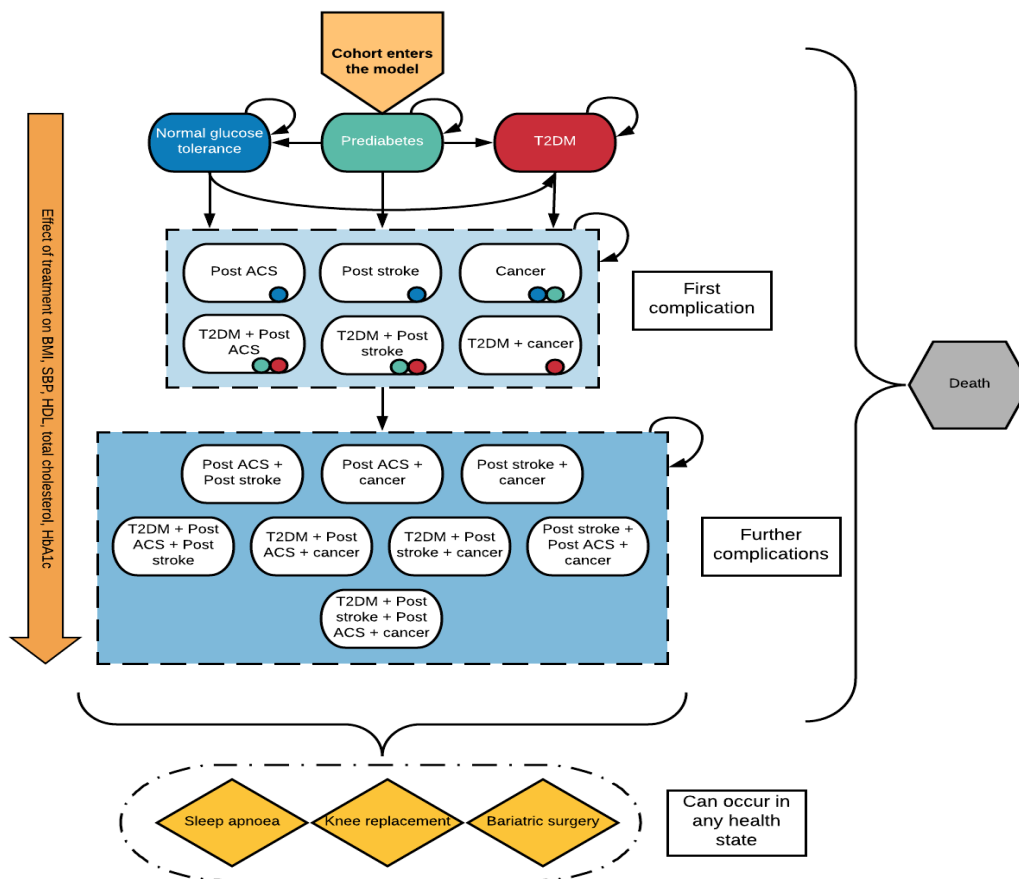 Cohort enters
the model
Normal glucose
tolerance
Prediabetes
T2DM
Effect of treatment on BMI, SBP, HDL, total cholesterol, HbA1c
Post ACS
Post stroke
Cancer
T2DM + Post
ACS
T2DM + Post
stroke
T2DM + cancer
First
complication
Death
Post ACS +
Post stroke
Post ACS +
cancer
Post stroke +
cancer
T2DM + Post
ACS + Post
stroke
T2DM + Post
ACS + cancer
T2DM + Post
stroke + cancer
Post stroke +
Post ACS +
cancer
Further
complications
T2DM + Post
stroke + Post
ACS + cancer
Sleep apnoea
Knee replacement
Bariatric surgery
Can occur in
any health
state